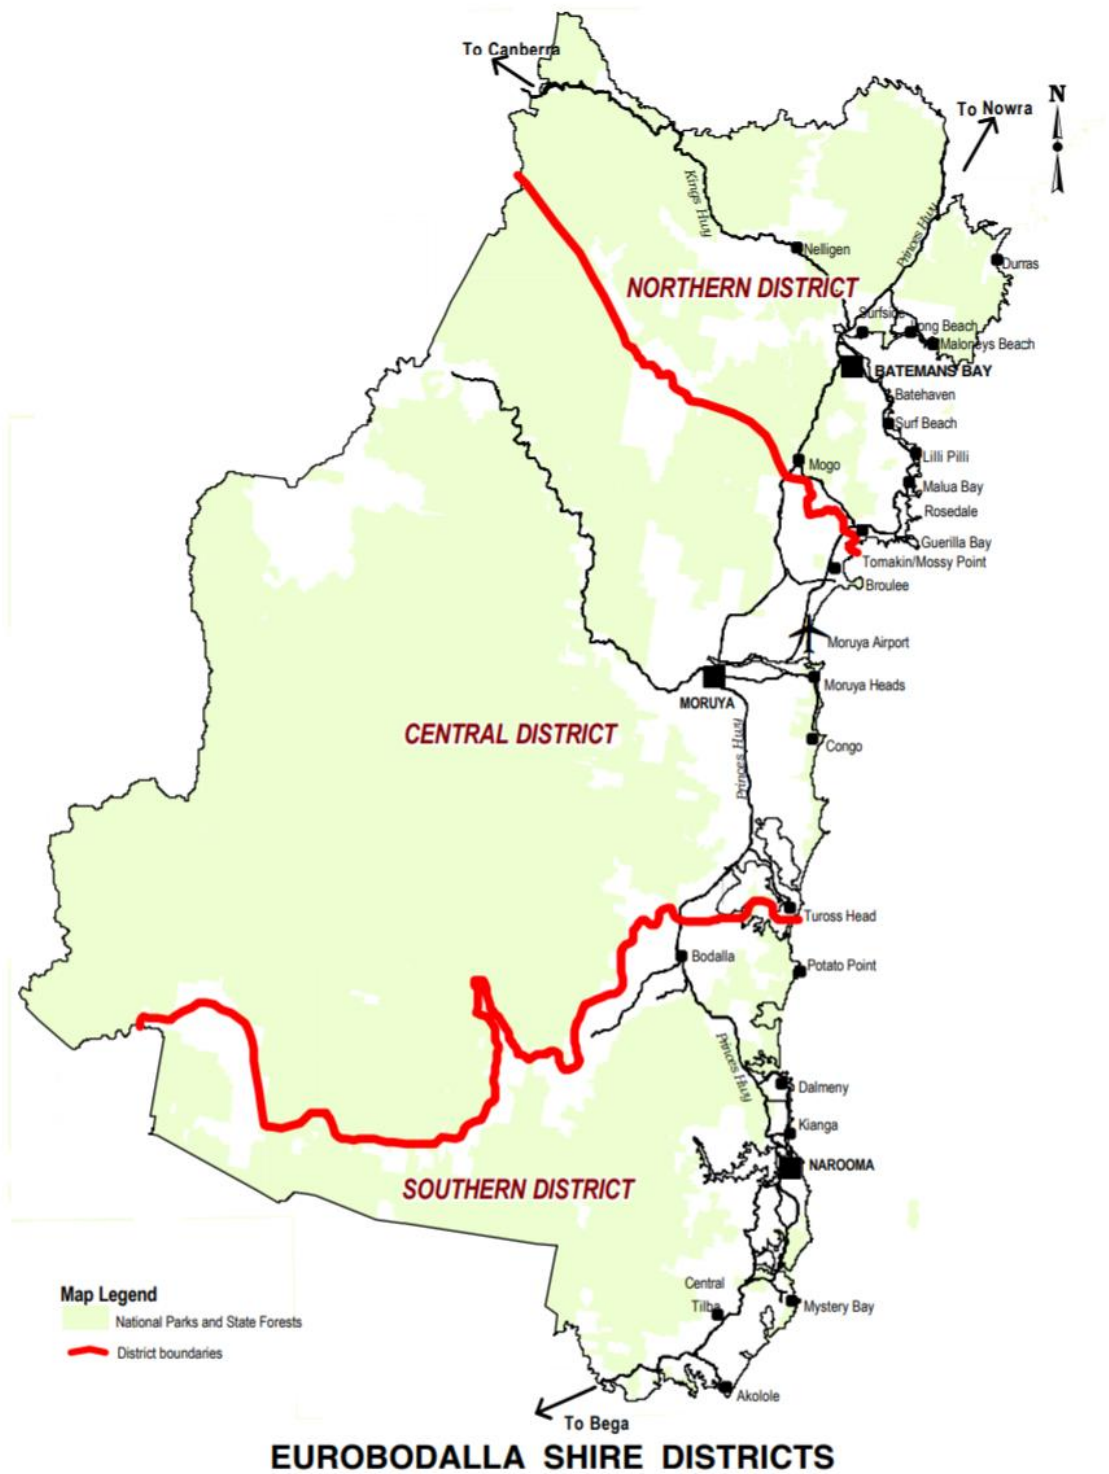 To Canberra
To Nowra
N
Kings Hwy
Princes Hwy
Nelligen
Durras
NORTHERN DISTRICT
Surfside
Long Beach
Maloneys Beach
BATEMANS BAY
Batehaven
Surf Beach
Mogo
Lilli Pilli
Malua Bay
Rosedale
Guerilla Bay
Tomakin/Mossy Point
Broulee
Moruya Airport
Moruya Heads
MORUYA
CENTRAL DISTRICT
Princes Hwy
Congo
Tuross Head
Bodalla
Potato Point
Princes Hwy
Dalmeny
Kianga
NAROOMA
SOUTHERN DISTRICT
Central
Tilba
Mystery Bay
Map Legend
National Parks and State Forests
District boundaries
Akolole
To Bega
EUROBODALLA SHIRE DISTRICTS